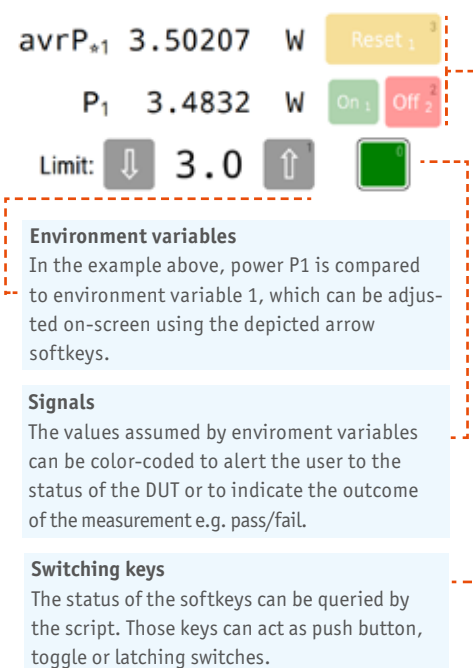 avrP☆1 3.50207 W Reset 1 3
P1 3.4832 W On 1 Off 2 2
Limit: ⇩ 3.0 ⇧ 1 0
Environment variables
In the example above, power P1 is compared
to environment variable 1, which can be adjus-
ted on-screen using the depicted arrow
softkeys.
Signals
The values assumed by enviroment variables
can be color-coded to alert the user to the
status of the DUT or to indicate the outcome
of the measurement e.g. pass/fail.
Switching keys
The status of the softkeys can be queried by
the script. Those keys can act as push button,
toggle or latching switches.